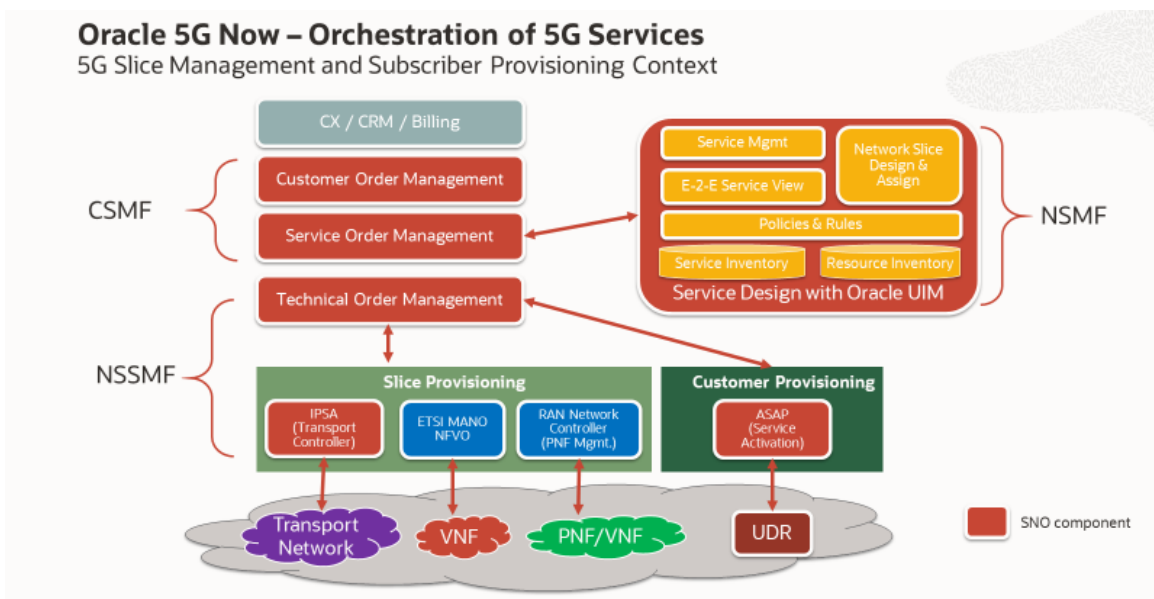 Oracle 5G Now – Orchestration of 5G Services
5G Slice Management and Subscriber Provisioning Context
CX / CRM / Billing
Customer Order Management
CSMF
Service Order Management
Technical Order Management
NSSMF
Service Mgmt
E-2-E Service View
Network Slice
Design &
Assign
Policies & Rules
Service Inventory
Resource Inventory
Service Design with Oracle UIM
NSMF
Slice Provisioning
IPSA
(Transport
Controller)
ETSI MANO
NFVO
RAN Network
Controller
(PNF Mgmt.)
Customer Provisioning
ASAP
(Service
Activation)
Transport
Network
VNF
PNF/VNF
UDR
SNO component